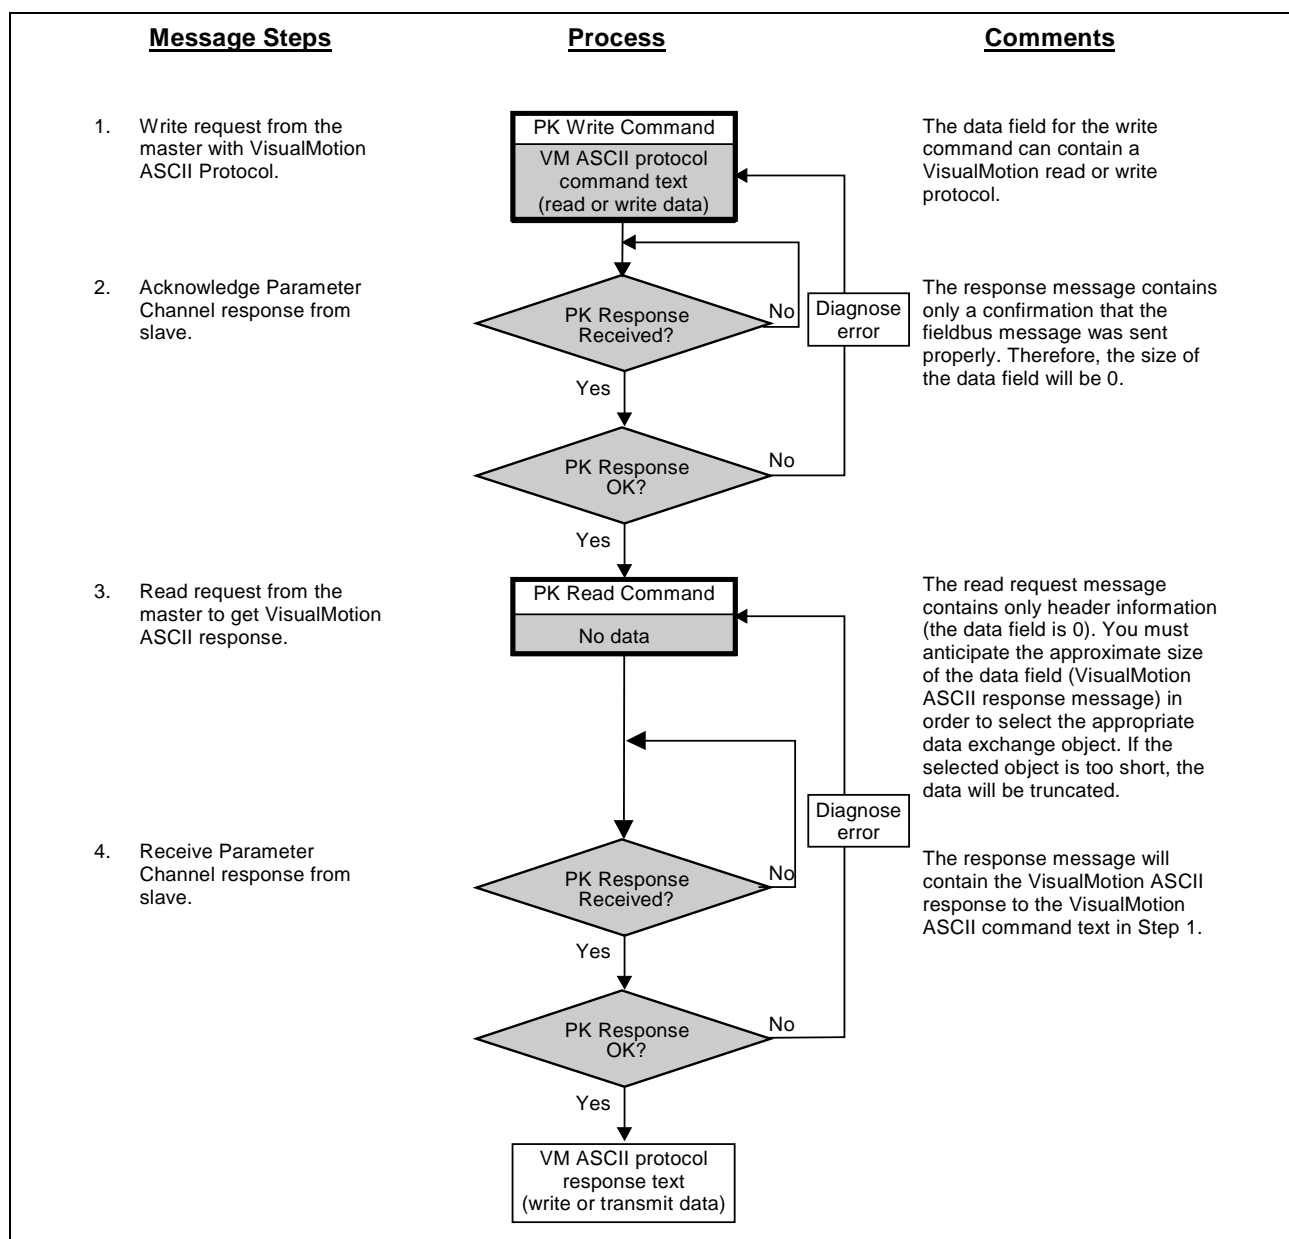 Message Steps
Process
Comments
1. Write request from the
master with VisualMotion
ASCII Protocol.
PK Write Command
VM ASCII protocol
command text
(read or write data)
The data field for the write
command can contain a
VisualMotion read or write
protocol.
2. Acknowledge Parameter
Channel response from
slave.
PK Response
Received?
No
Diagnose
error
The response message contains
only a confirmation that the
fieldbus message was sent
properly. Therefore, the size of
the data field will be 0.
Yes
PK Response
OK?
No
Yes
3. Read request from the
master to get VisualMotion
ASCII response.
PK Read Command
No data
The read request message
contains only header information
(the data field is 0). You must
anticipate the approximate size
of the data field (VisualMotion
ASCII response message) in
order to select the appropriate
data exchange object. If the
selected object is too short, the
data will be truncated.
Diagnose
error
4. Receive Parameter
Channel response from
slave.
PK Response
Received?
No
The response message will
contain the VisualMotion ASCII
response to the VisualMotion
ASCII command text in Step 1.
Yes
PK Response
OK?
No
Yes
VM ASCII protocol
response text
(write or transmit data)